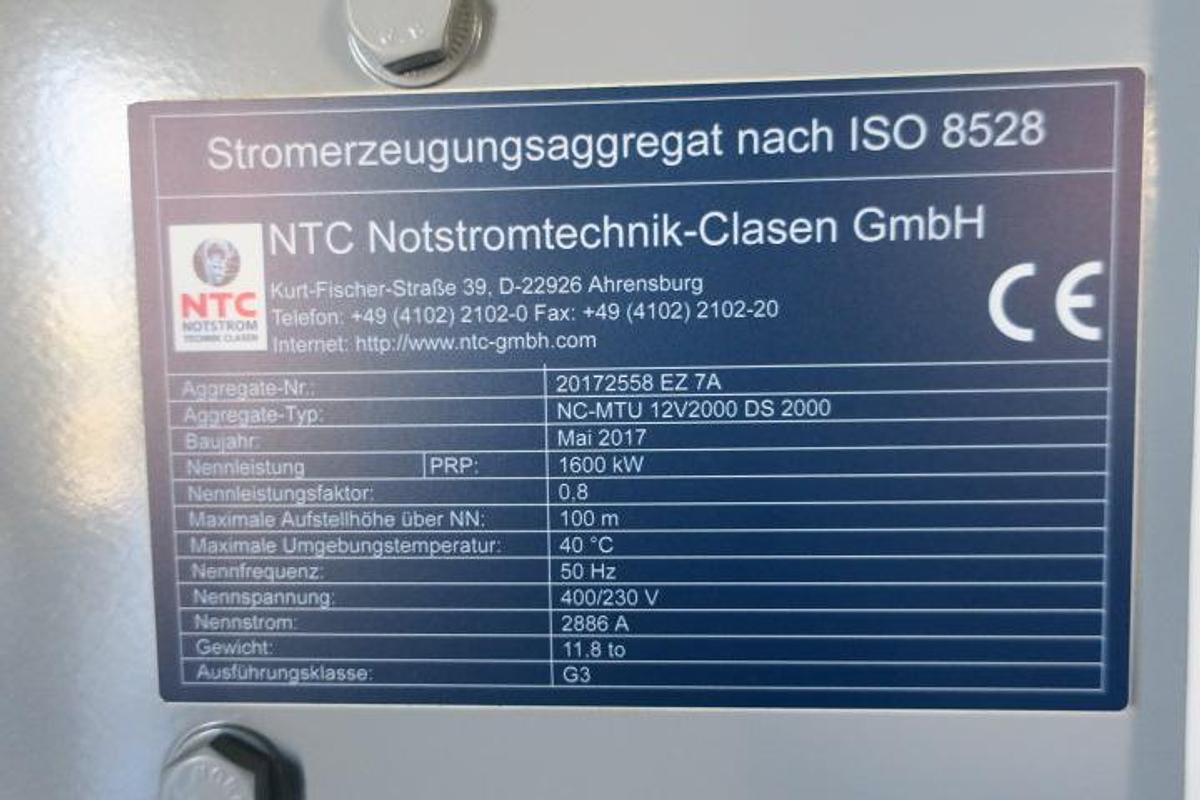 Stromerzeugungsaggregat nach ISO 8528
NTC Notstromtechnik-Clasen GmbH
Kurt-Fischer-Straße 39, D-22926 Ahrensburg
Telefon: +49 (4102) 2102-0 Fax: +49 (4102) 2102-20
Internet: http://www.ntc-gmbh.com
NTC
NOTSTROM
TECHNIK CLASEN
CE
Aggregate-Nr.: 20172558 EZ 7A
Aggregate-Typ: NC-MTU 12V2000 DS 2000
Baujahr: Mai 2017
Nennleistung PRP: 1600 kW
Nennleistungsfaktor: 0,8
Maximale Aufstellhöhe über NN: 100 m
Maximale Umgebungstemperatur: 40 °C
Nennfrequenz: 50 Hz
Nennspannung: 400/230 V
Nennstrom: 2886 A
Gewicht: 11,8 to
Ausführungsklasse: G3